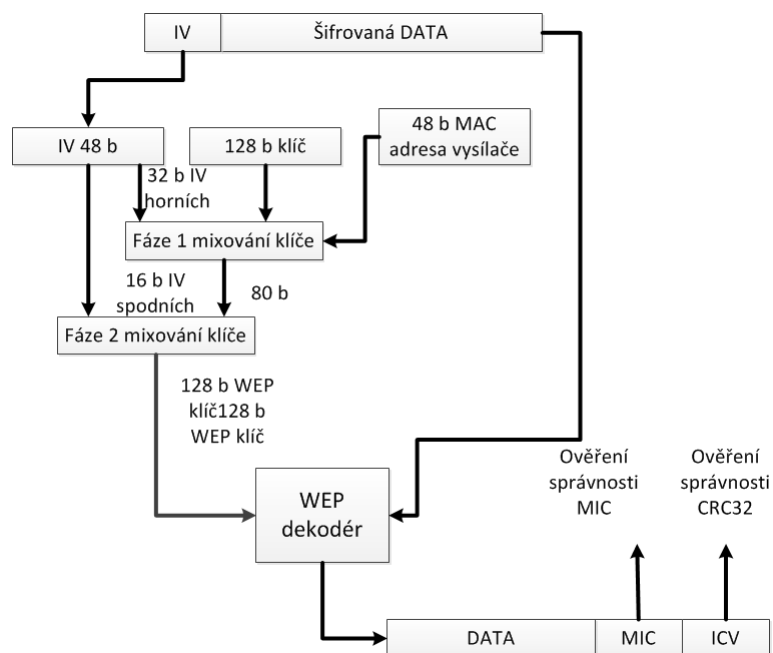 IV
Šifrovaná DATA
IV 48 b
128 b klíč
48 b MAC
adresa vysílače
32 b IV
horních
Fáze 1 mixování klíče
16 b IV
spodních
80 b
Fáze 2 mixování klíče
128 b WEP
klíč128 b
WEP klíč
WEP
dekodér
Ověření
správnosti
MIC
Ověření
správnosti
CRC32
DATA
MIC
ICV